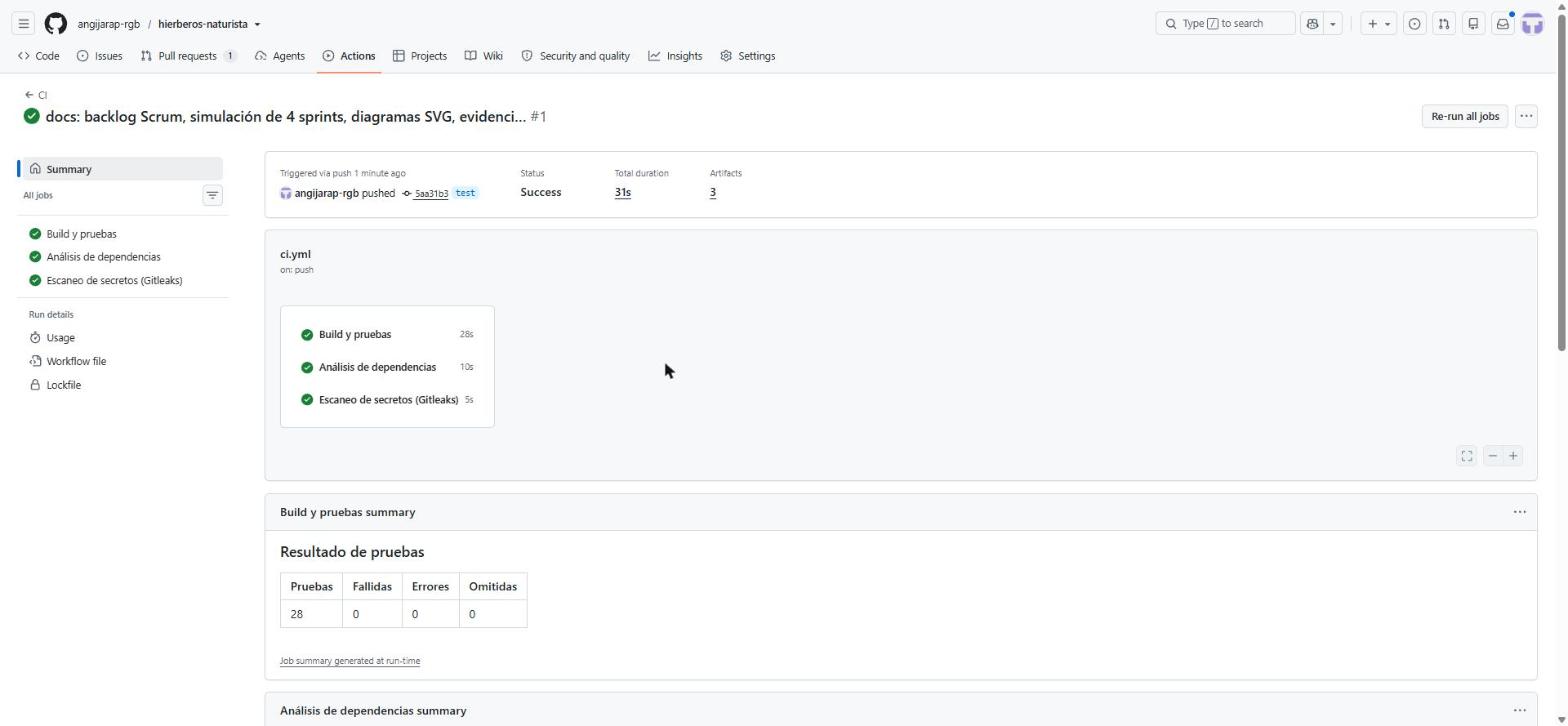 angijarap-rgb / hierberos-naturista
Type / to search
Code Issues Pull requests 1 Agents Actions Projects Wiki Security and quality Insights Settings
← CI
docs: backlog Scrum, simulación de 4 sprints, diagramas SVG, evidenci... #1
Re-run all jobs
Summary
All jobs
Build y pruebas
Análisis de dependencias
Escaneo de secretos (Gitleaks)
Run details
Usage
Workflow file
Lockfile
Triggered via push 1 minute ago
angijarap-rgb pushed 5aa31b3 test
Status
Success
Total duration
31s
Artifacts
3
ci.yml
on: push
Build y pruebas 28s
Análisis de dependencias 10s
Escaneo de secretos (Gitleaks) 5s
Build y pruebas summary
Resultado de pruebas
Pruebas Fallidas Errores Omitidas
28 0 0 0
Job summary generated at run-time
Análisis de dependencias summary